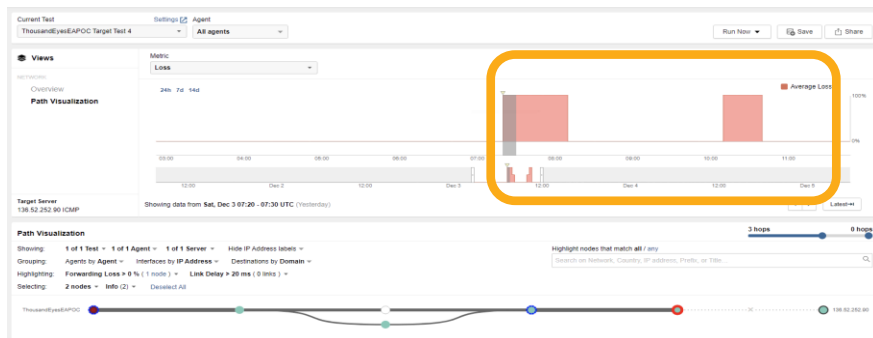 Current Test
Settings
Agent
ThousandEyesEAPOC Target Test 4
All agents
Run Now
Save
Share
Views
Metric
Loss
NETWORK
Overview
Path Visualization
24h 7d 14d
Average Loss
100%
0%
03:00 04:00 05:00 06:00 07:00 08:00 09:00 10:00 11:00
12:00 Dec 2 12:00 Dec 3 12:00 Dec 4 12:00 Dec 5
Target Server
136.52.252.90 ICMP
Showing data from Sat, Dec 3 07:20 - 07:30 UTC (Yesterday)
Latest
Path Visualization
3 hops
0 hops
Showing: 1 of 1 Test 1 of 1 Agent 1 of 1 Server Hide IP Address labels
Highlight nodes that match all / any
Grouping: Agents by Agent Interfaces by IP Address Destinations by Domain
Search on Network, Country, IP address, Prefix, or Title...
Highlighting: Forwarding Loss > 0 % ( 1 node ) Link Delay > 20 ms ( 0 links )
Selecting: 2 nodes Info (2) Deselect All
ThousandEyesEAPOC
136.52.252.90